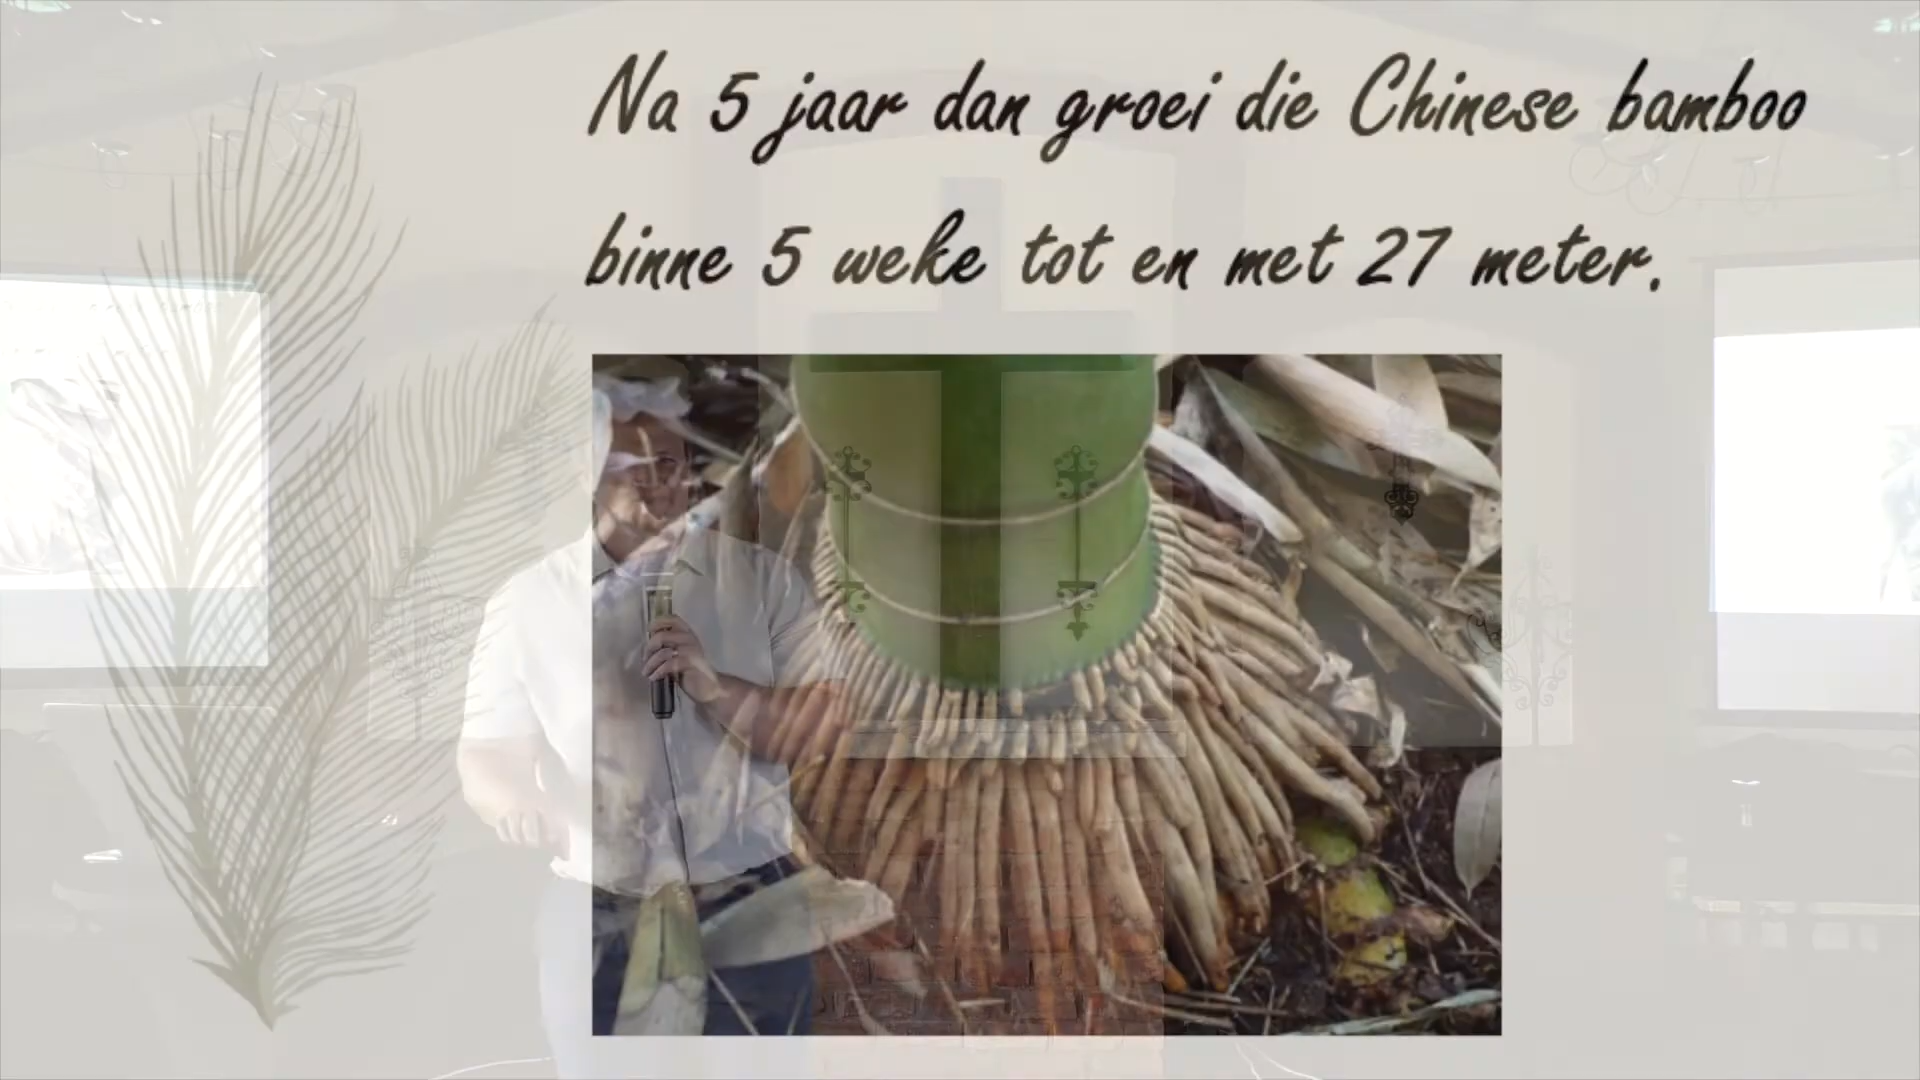 Na 5 jaar dan groei die Chinese bamboo
binne 5 weke tot en met 27 meter.